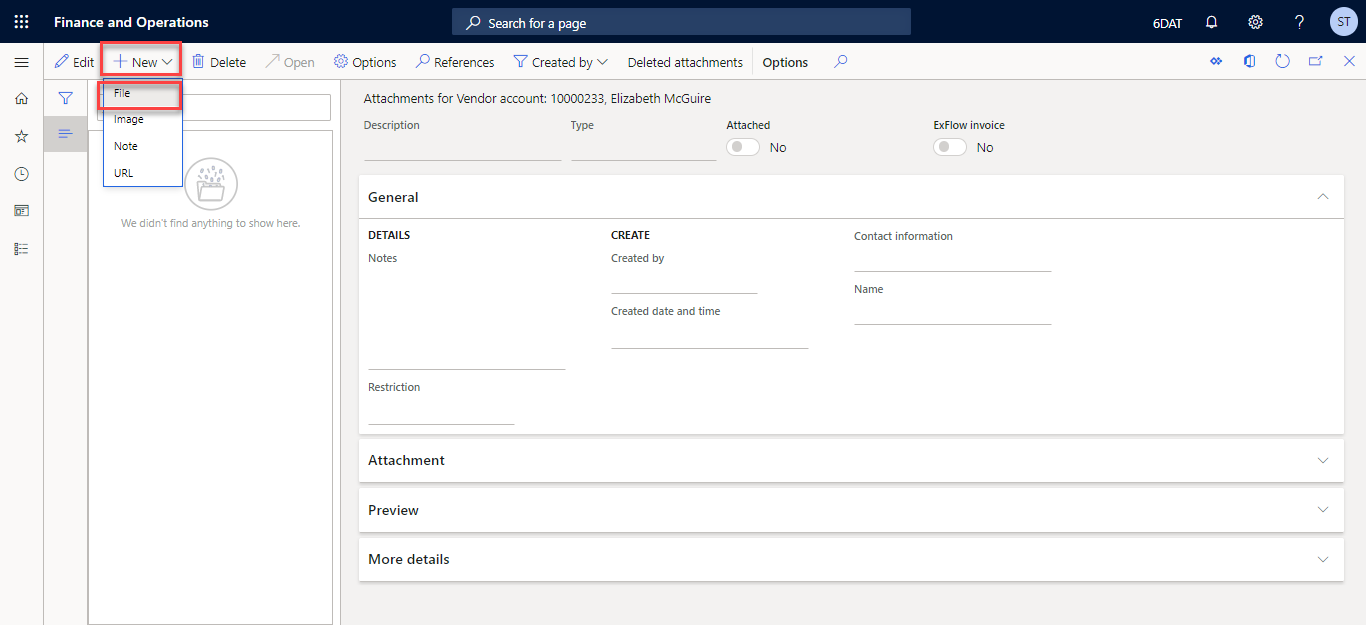 Finance and Operations
Search for a page
6DAT
?
ST
Edit
New
Delete
Open
Options
References
Created by
Deleted attachments
Options
File
Image
Note
URL
We didn't find anything to show here.
Attachments for Vendor account: 10000233, Elizabeth McGuire
Description
Type
Attached
No
ExFlow invoice
No
General
DETAILS
Notes
Restriction
CREATE
Created by
Created date and time
Contact information
Name
Attachment
Preview
More details